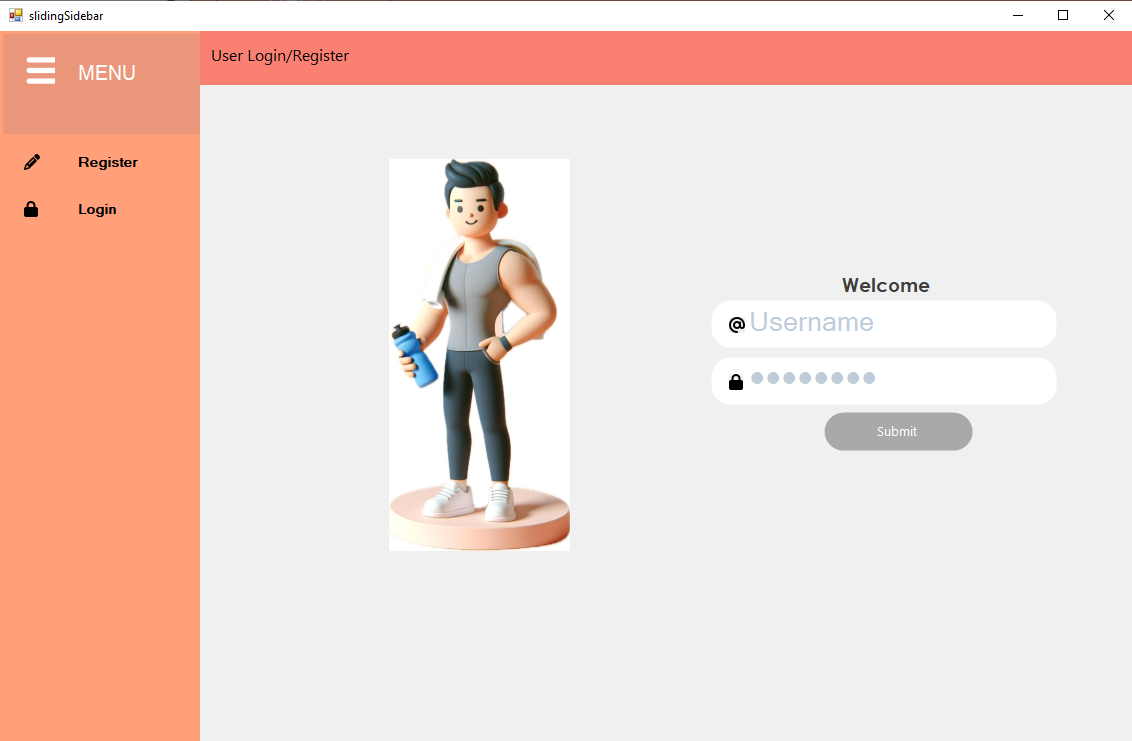 slidingSidebar
MENU
User Login/Register
Register
Login
Welcome
@ Username
●●●●●●●●
Submit